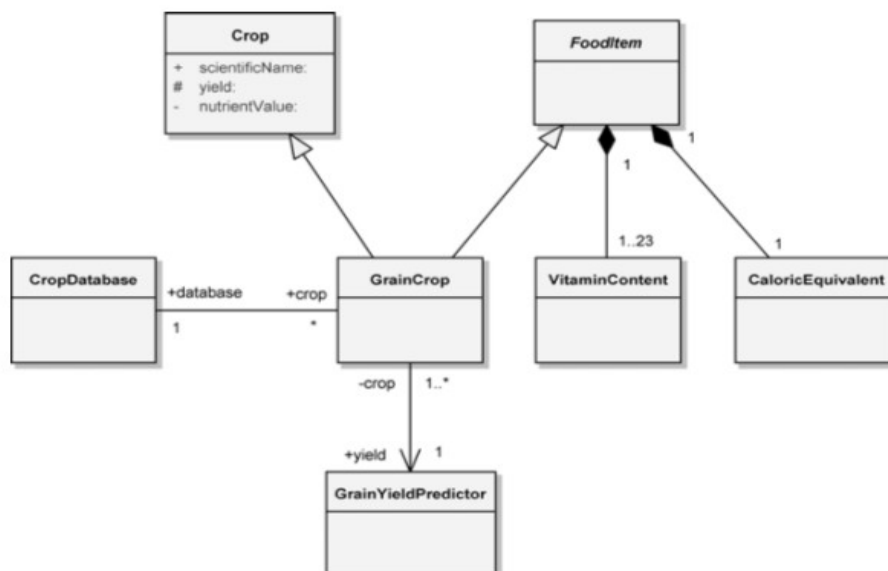 Crop
+ scientificName:
# yield:
- nutrientValue:
FoodItem
1
1
1..23
1
CropDatabase
+database
1
+crop
*
GrainCrop
VitaminContent
CaloricEquivalent
-crop
1..*
+yield
1
GrainYieldPredictor